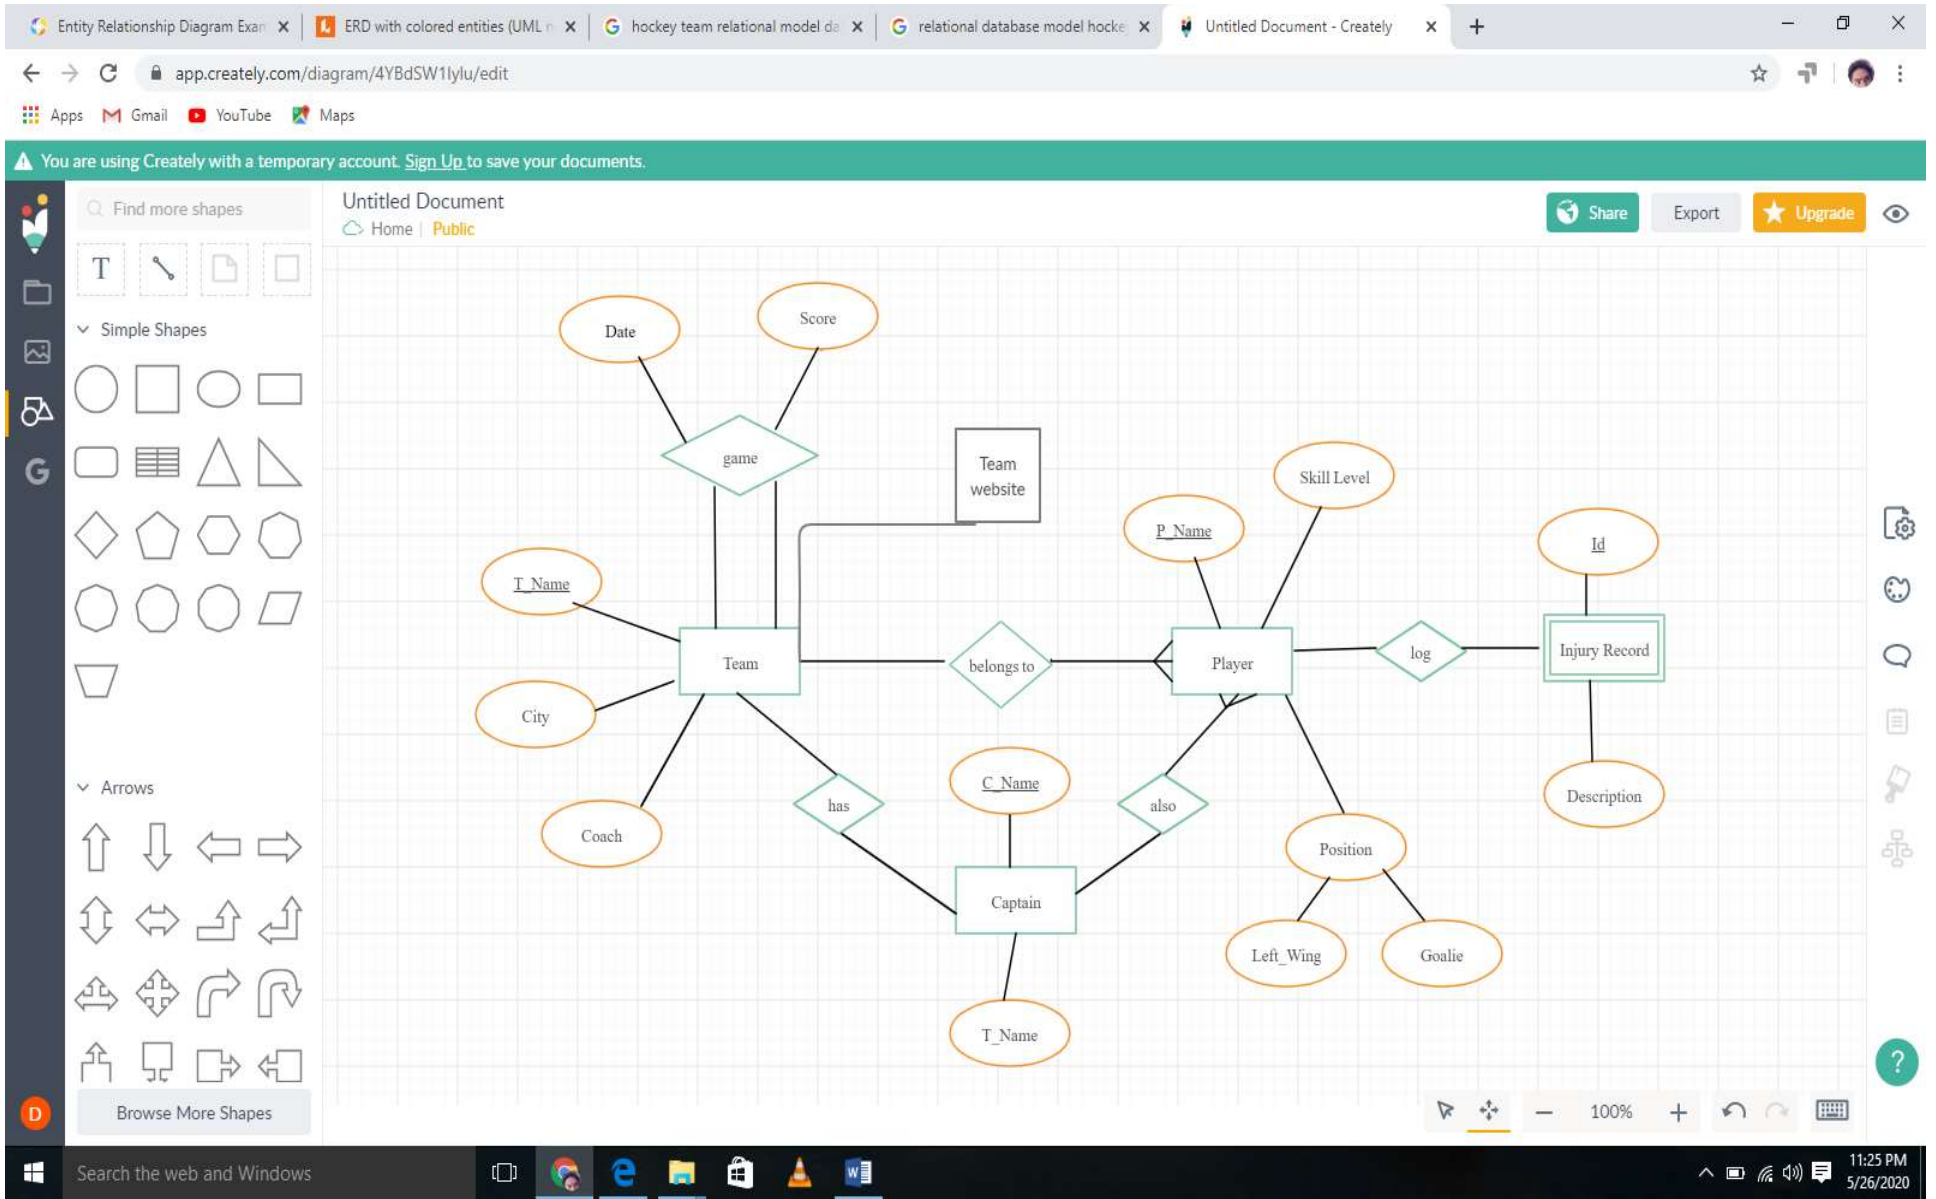 Entity Relationship Diagram Exan
ERD with colored entities (UML n
hockey team relational model da
relational database model hocke
Untitled Document - Creately
app.creately.com/diagram/4YBdSW1lylu/edit
Apps
Gmail
YouTube
Maps
You are using Creately with a temporary account. Sign Up to save your documents.
Find more shapes
Untitled Document
Home | Public
Share
Export
Upgrade
T
Simple Shapes
G
Arrows
Browse More Shapes
D
Date
Score
game
Team
website
Skill Level
P_Name
Id
T_Name
Team
belongs to
Player
log
Injury Record
City
C_Name
Description
has
also
Coach
Position
Captain
Left_Wing
Goalie
T_Name
?
100%
Search the web and Windows
11:25 PM
5/26/2020